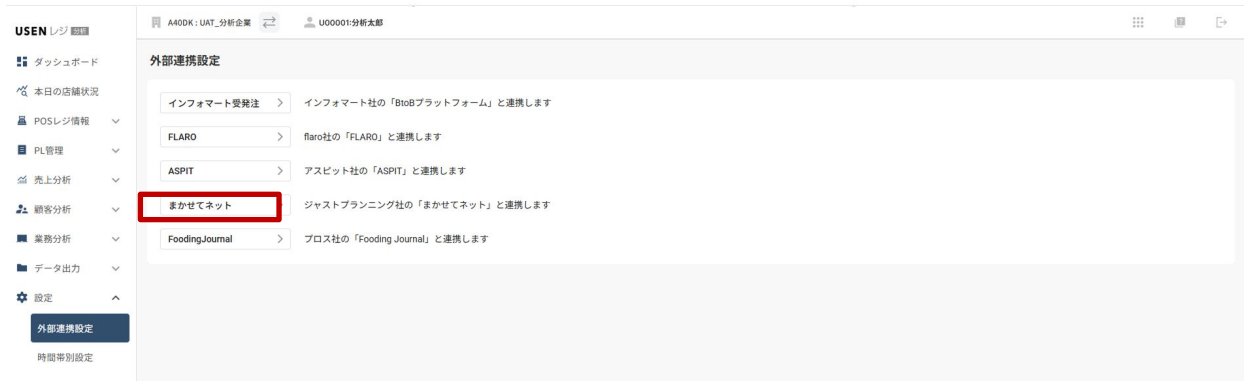 USEN レジ 分析
A40DK : UAT_分析企業
U00001:分析太郎
ダッシュボード
本日の店舗状況
POSレジ情報
PL管理
売上分析
顧客分析
業務分析
データ出力
設定
外部連携設定
時間帯別設定
外部連携設定
インフォマート受発注 インフォマート社の「BtoBプラットフォーム」と連携します
FLARO flaro社の「FLARO」と連携します
ASPIT アスピット社の「ASPIT」と連携します
まかせてネット ジャストプランニング社の「まかせてネット」と連携します
FoodingJournal プロス社の「Fooding Journal」と連携します